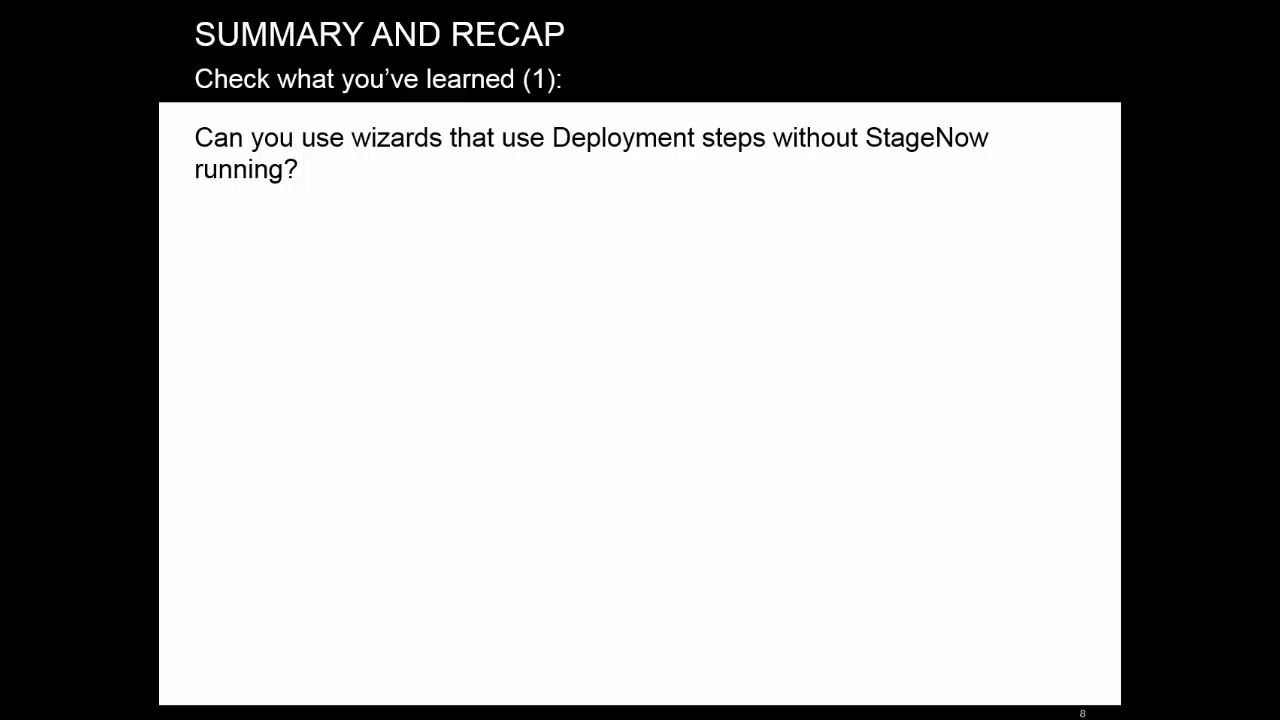 SUMMARY AND RECAP
Check what you’ve learned (1):
Can you use wizards that use Deployment steps without StageNow
running?
8